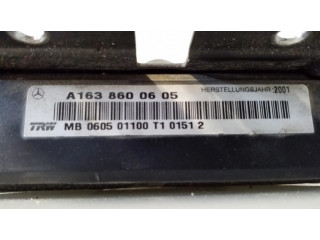 A163 860 06 05 HERSTELLUNGSJAHR: 2001
TRW MB 0605 01100 T1 0151 2